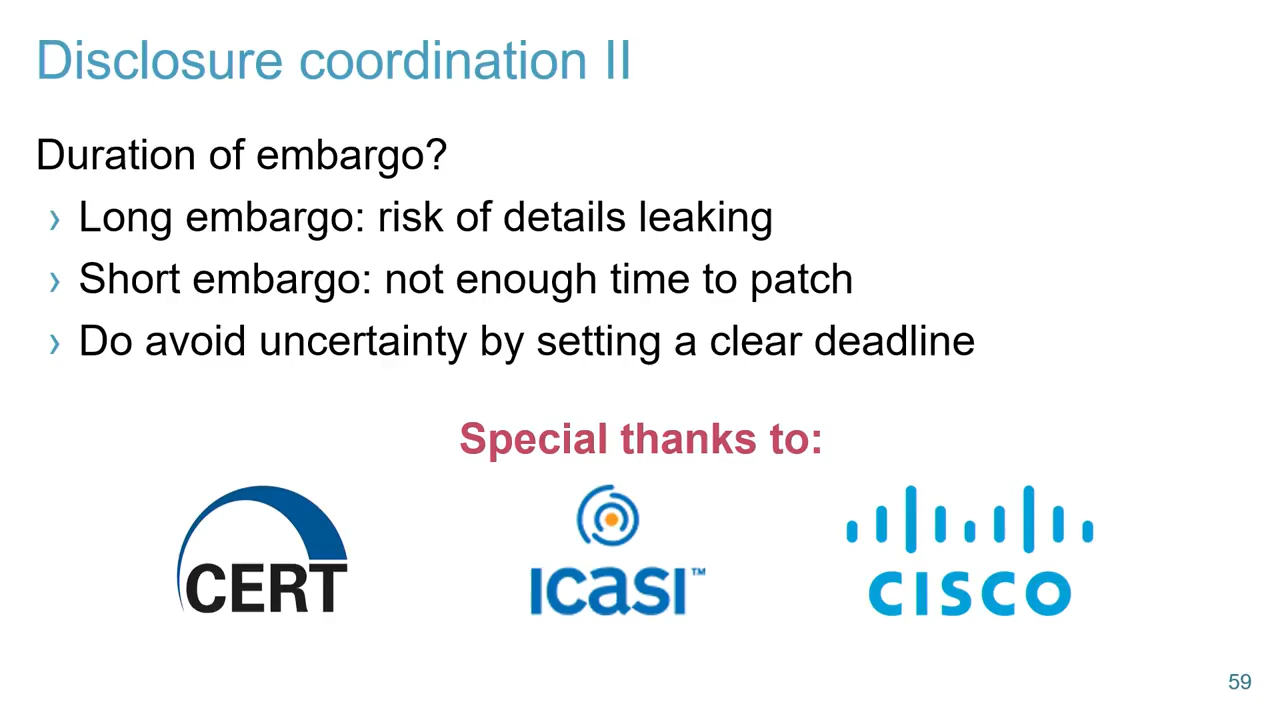 Disclosure coordination II
Duration of embargo?
› Long embargo: risk of details leaking
› Short embargo: not enough time to patch
› Do avoid uncertainty by setting a clear deadline
Special thanks to:
CERT
ICASI™
CISCO
59